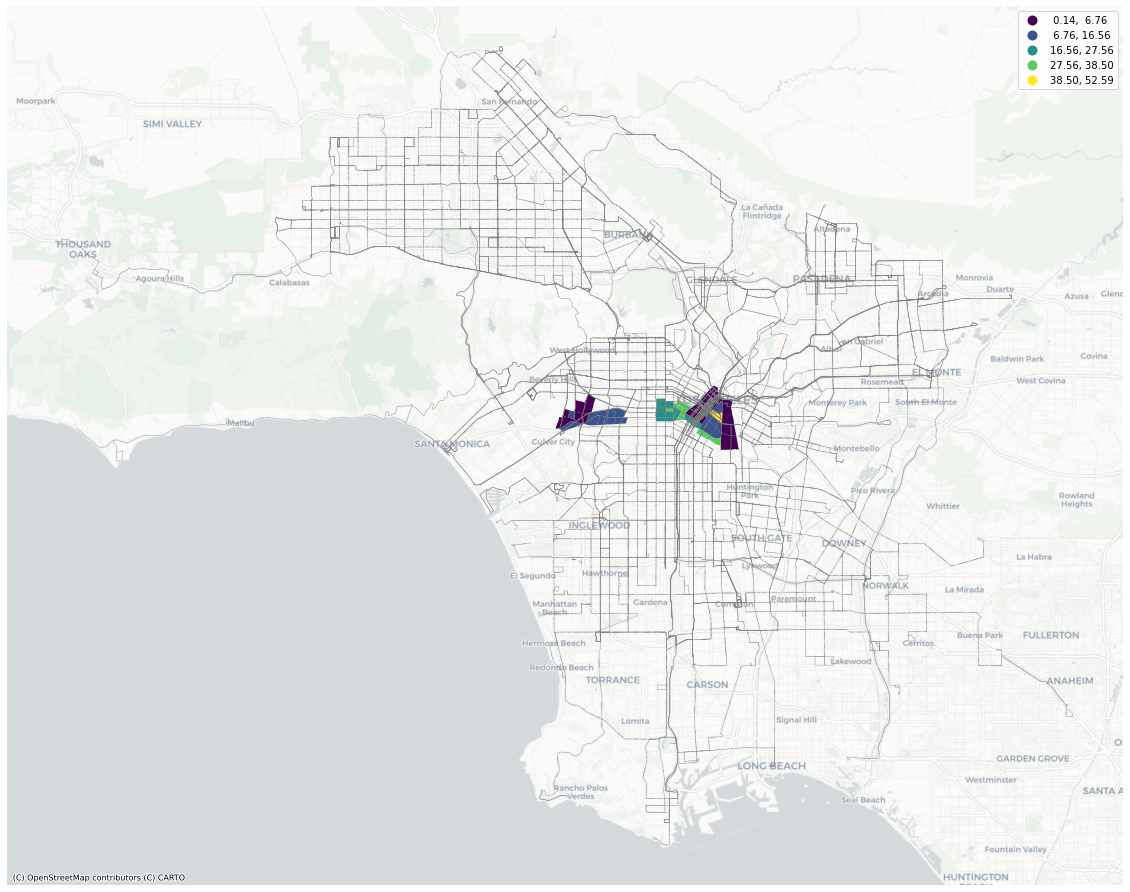 0.14, 6.76
6.76, 16.56
16.56, 27.56
27.56, 38.50
38.50, 52.59
Moorpark
SIMI VALLEY
San Fernando
THOUSAND
OAKS
Agoura Hills
Calabasas
BURBANK
La Cañada
Flintridge
Altadena
GLENDALE
PASADENA
Monrovia
Duarte
Arcadia
Azusa
West Hollywood
Baldwin Park
Covina
Beverly Hills
EL MONTE
Rosemead
West Covina
Monterey Park
South El Monte
Malibu
SANTA MONICA
Culver City
Montebello
Huntington
Park
Pico Rivera
Whittier
Rowland
Heights
INGLEWOOD
SOUTH GATE
DOWNEY
La Habra
El Segundo
Hawthorne
Lynwood
NORWALK
La Mirada
Manhattan
Beach
Gardena
Compton
Paramount
Hermosa Beach
Cerritos
Buena Park
FULLERTON
Redondo Beach
Lakewood
TORRANCE
CARSON
ANAHEIM
Lomita
Signal Hill
GARDEN GROVE
LONG BEACH
Westminster
Rancho Palos
Verdes
Seal Beach
SANTA A
Fountain Valley
HUNTINGTON
(C) OpenStreetMap contributors (C) CARTO